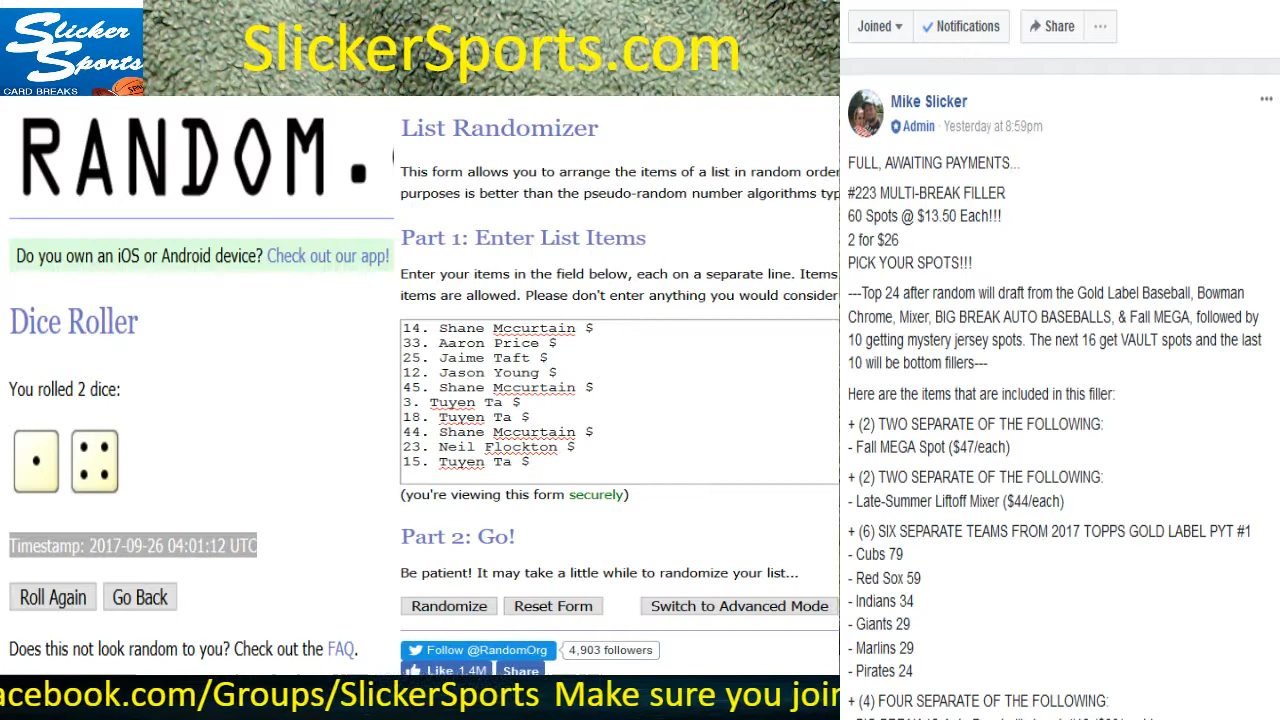 Slicker
Sports
CARD BREAKS
SlickerSports.com
RANDOM.
Do you own an iOS or Android device? Check out our app!
Dice Roller
You rolled 2 dice:
Timestamp: 2017-09-26 04:01:12 UTC
Roll Again
Go Back
Does this not look random to you? Check out the FAQ.
List Randomizer
This form allows you to arrange the items of a list in random order
purposes is better than the pseudo-random number algorithms typ
Part 1: Enter List Items
Enter your items in the field below, each on a separate line. Items
items are allowed. Please don't enter anything you would consider
14. Shane Mccurtain $
33. Aaron Price $
25. Jaime Taft $
12. Jason Young $
45. Shane Mccurtain $
3. Tuyen Ta $
18. Tuyen Ta $
44. Shane Mccurtain $
23. Neil Flockton $
15. Tuyen Ta $
(you're viewing this form securely)
Part 2: Go!
Be patient! It may take a little while to randomize your list...
Randomize
Reset Form
Switch to Advanced Mode
Follow @RandomOrg
4,903 followers
Like 1.4M
Share
Joined
Notifications
Share
Mike Slicker
Admin · Yesterday at 8:59pm
FULL, AWAITING PAYMENTS...
#223 MULTI-BREAK FILLER
60 Spots @ $13.50 Each!!!
2 for $26
PICK YOUR SPOTS!!!
---Top 24 after random will draft from the Gold Label Baseball, Bowman
Chrome, Mixer, BIG BREAK AUTO BASEBALLS, & Fall MEGA, followed by
10 getting mystery jersey spots. The next 16 get VAULT spots and the last
10 will be bottom fillers---
Here are the items that are included in this filler:
+ (2) TWO SEPARATE OF THE FOLLOWING:
- Fall MEGA Spot ($47/each)
+ (2) TWO SEPARATE OF THE FOLLOWING:
- Late-Summer Liftoff Mixer ($44/each)
+ (6) SIX SEPARATE TEAMS FROM 2017 TOPPS GOLD LABEL PYT #1
- Cubs 79
- Red Sox 59
- Indians 34
- Giants 29
- Marlins 29
- Pirates 24
+ (4) FOUR SEPARATE OF THE FOLLOWING:
acebook.com/Groups/SlickerSports Make sure you join